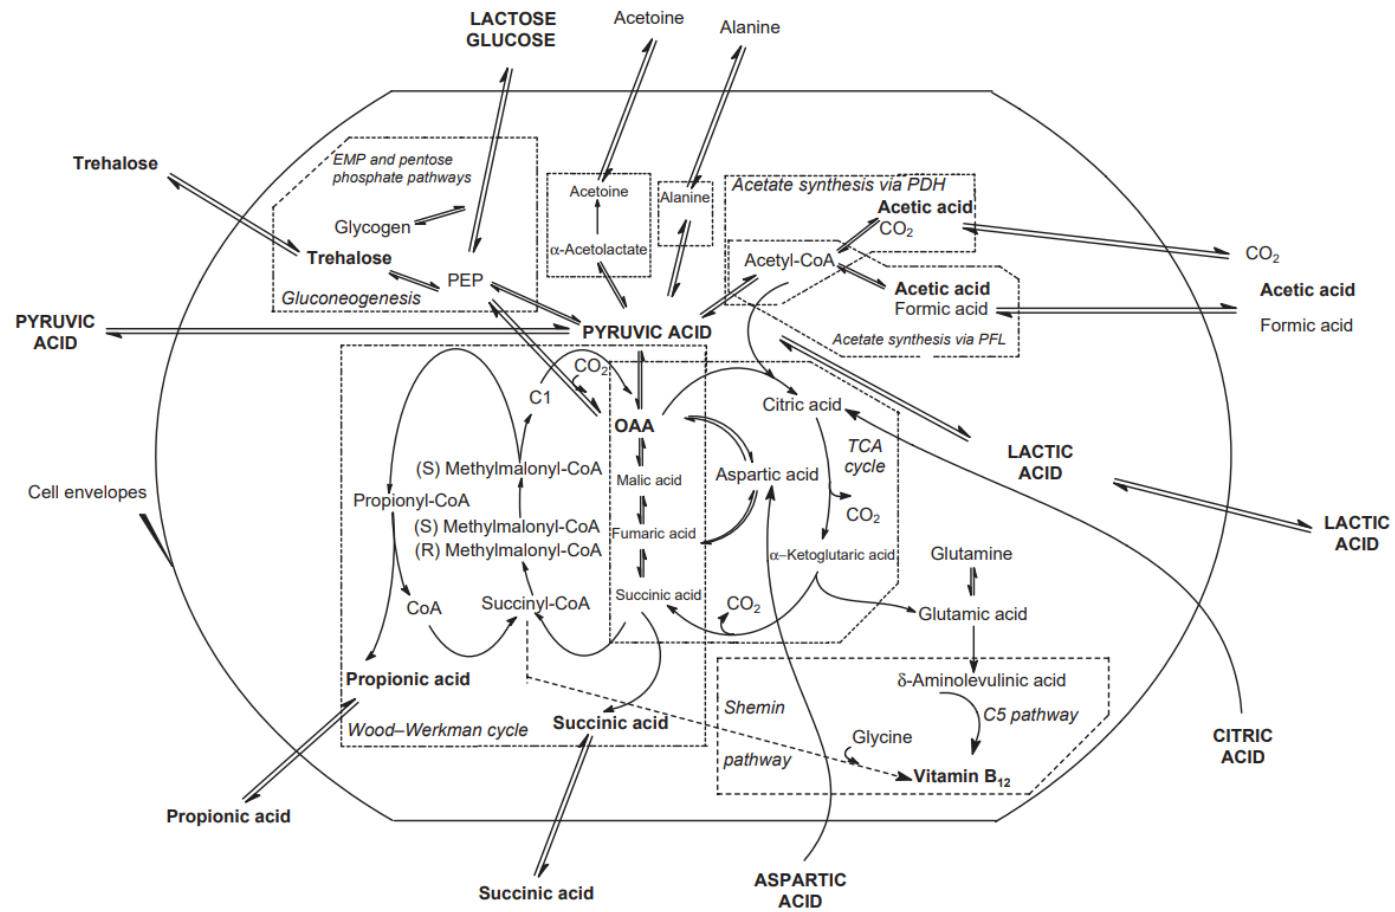 LACTOSE
GLUCOSE
Acetoine
Alanine
Trehalose
EMP and pentose
phosphate pathways
Glycogen
Trehalose
PEP
Gluconeogenesis
Acetoine
α-Acetolactate
Alanine
Acetate synthesis via PDH
Acetic acid
CO₂
Acetyl-CoA
Acetic acid
Formic acid
Acetate synthesis via PFL
CO₂
Acetic acid
Formic acid
PYRUVIC
ACID
PYRUVIC ACID
CO₂
C1
OAA
Citric acid
TCA
cycle
LACTIC
ACID
(S) Methylmalonyl-CoA
Malic acid
Aspartic acid
Cell envelopes
Propionyl-CoA
(S) Methylmalonyl-CoA
(R) Methylmalonyl-CoA
Fumaric acid
CO₂
LACTIC
ACID
α–Ketoglutaric acid
Glutamine
CoA
Succinyl-CoA
Succinic acid
CO₂
Glutamic acid
Propionic acid
δ-Aminolevulinic acid
Succinic acid
Wood–Werkman cycle
Shemin
pathway
C5 pathway
Glycine
Vitamin B₁₂
CITRIC
ACID
Propionic acid
Succinic acid
ASPARTIC
ACID